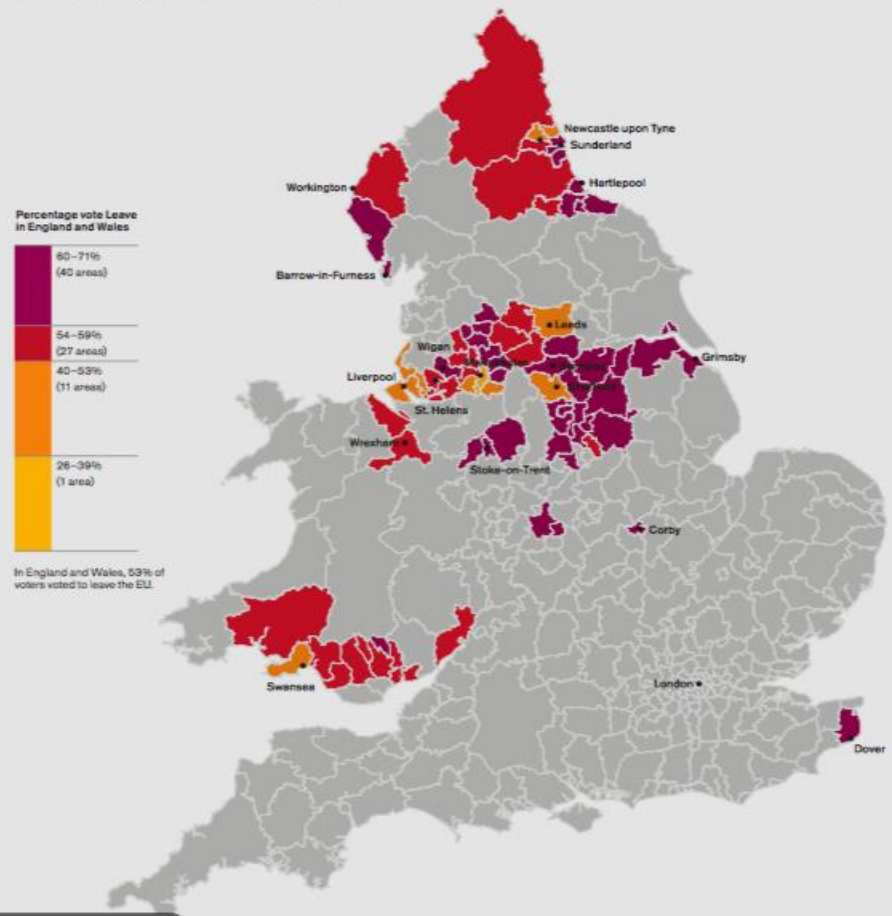 Newcastle upon Tyne
Sunderland
Hartlepool
Workington
Percentage vote Leave
in England and Wales
60–71%
(40 areas)
54–59%
(27 areas)
40–53%
(11 areas)
26–39%
(1 area)
In England and Wales, 53% of
voters voted to leave the EU.
Barrow-in-Furness
Leeds
Wigan
Grimsby
Liverpool
St. Helens
Wrexham
Stoke-on-Trent
Corby
Swansea
London
Dover